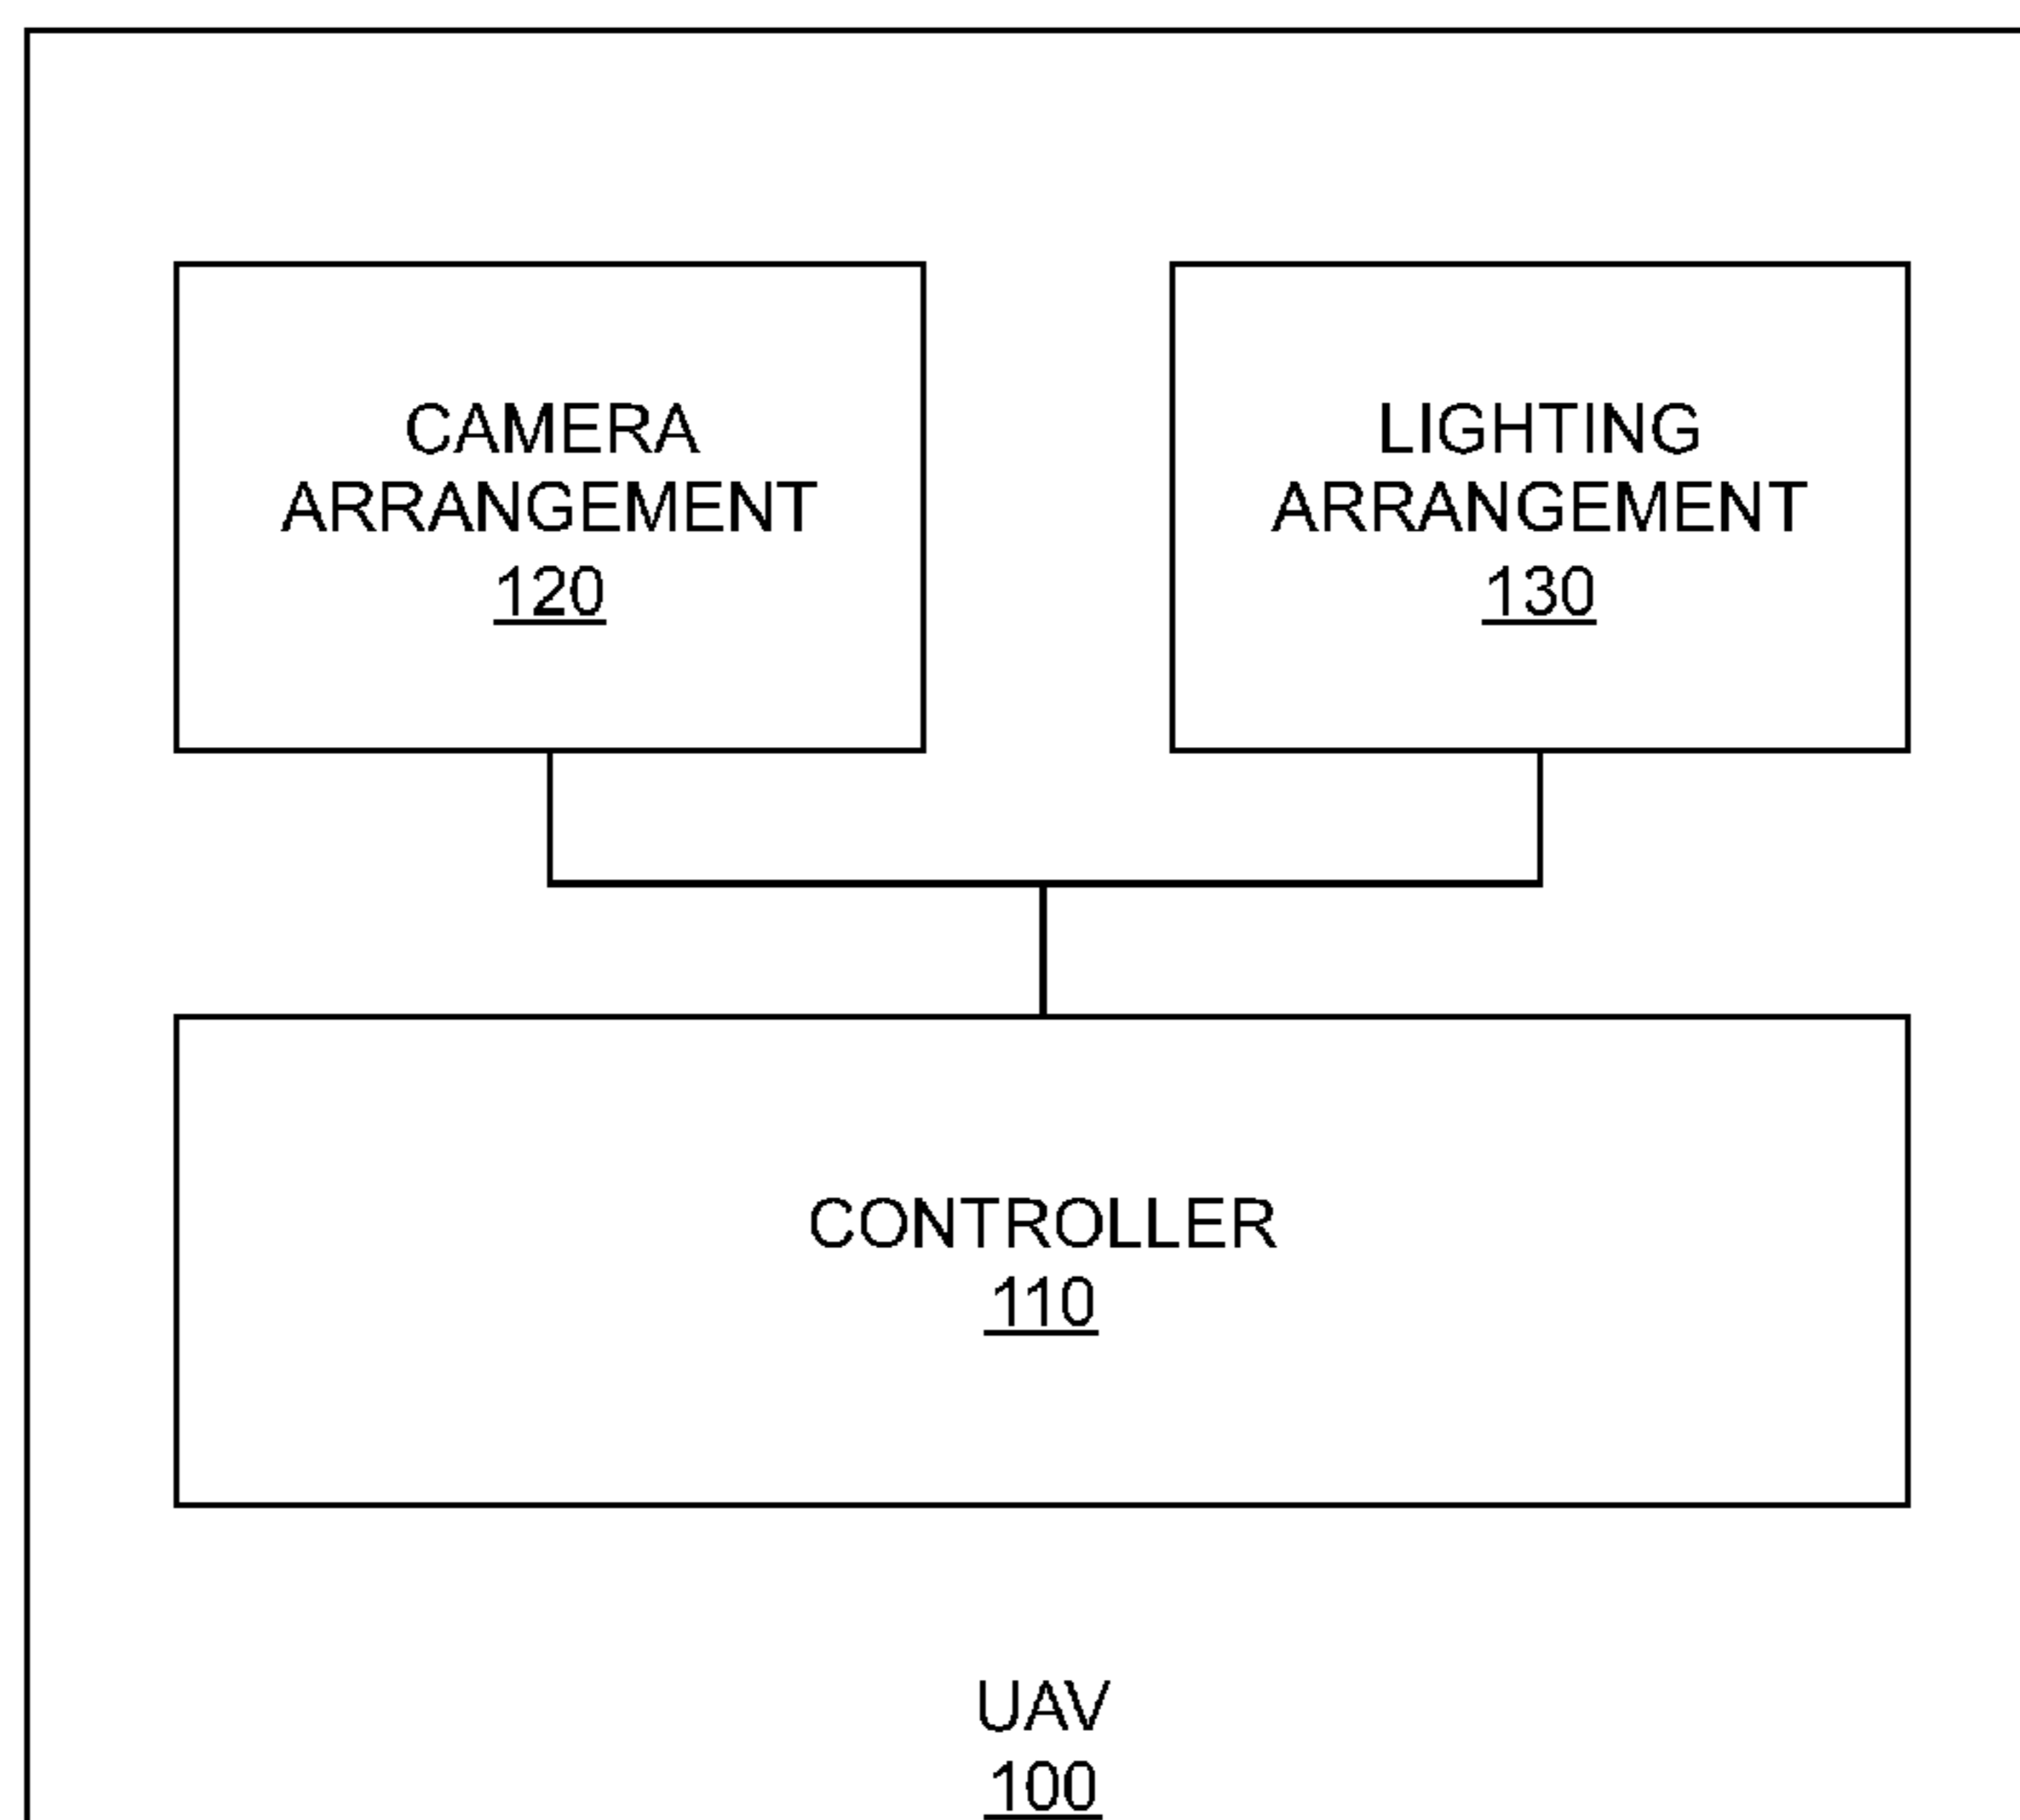 CAMERA
ARRANGEMENT
120
LIGHTING
ARRANGEMENT
130
CONTROLLER
110
UAV
100